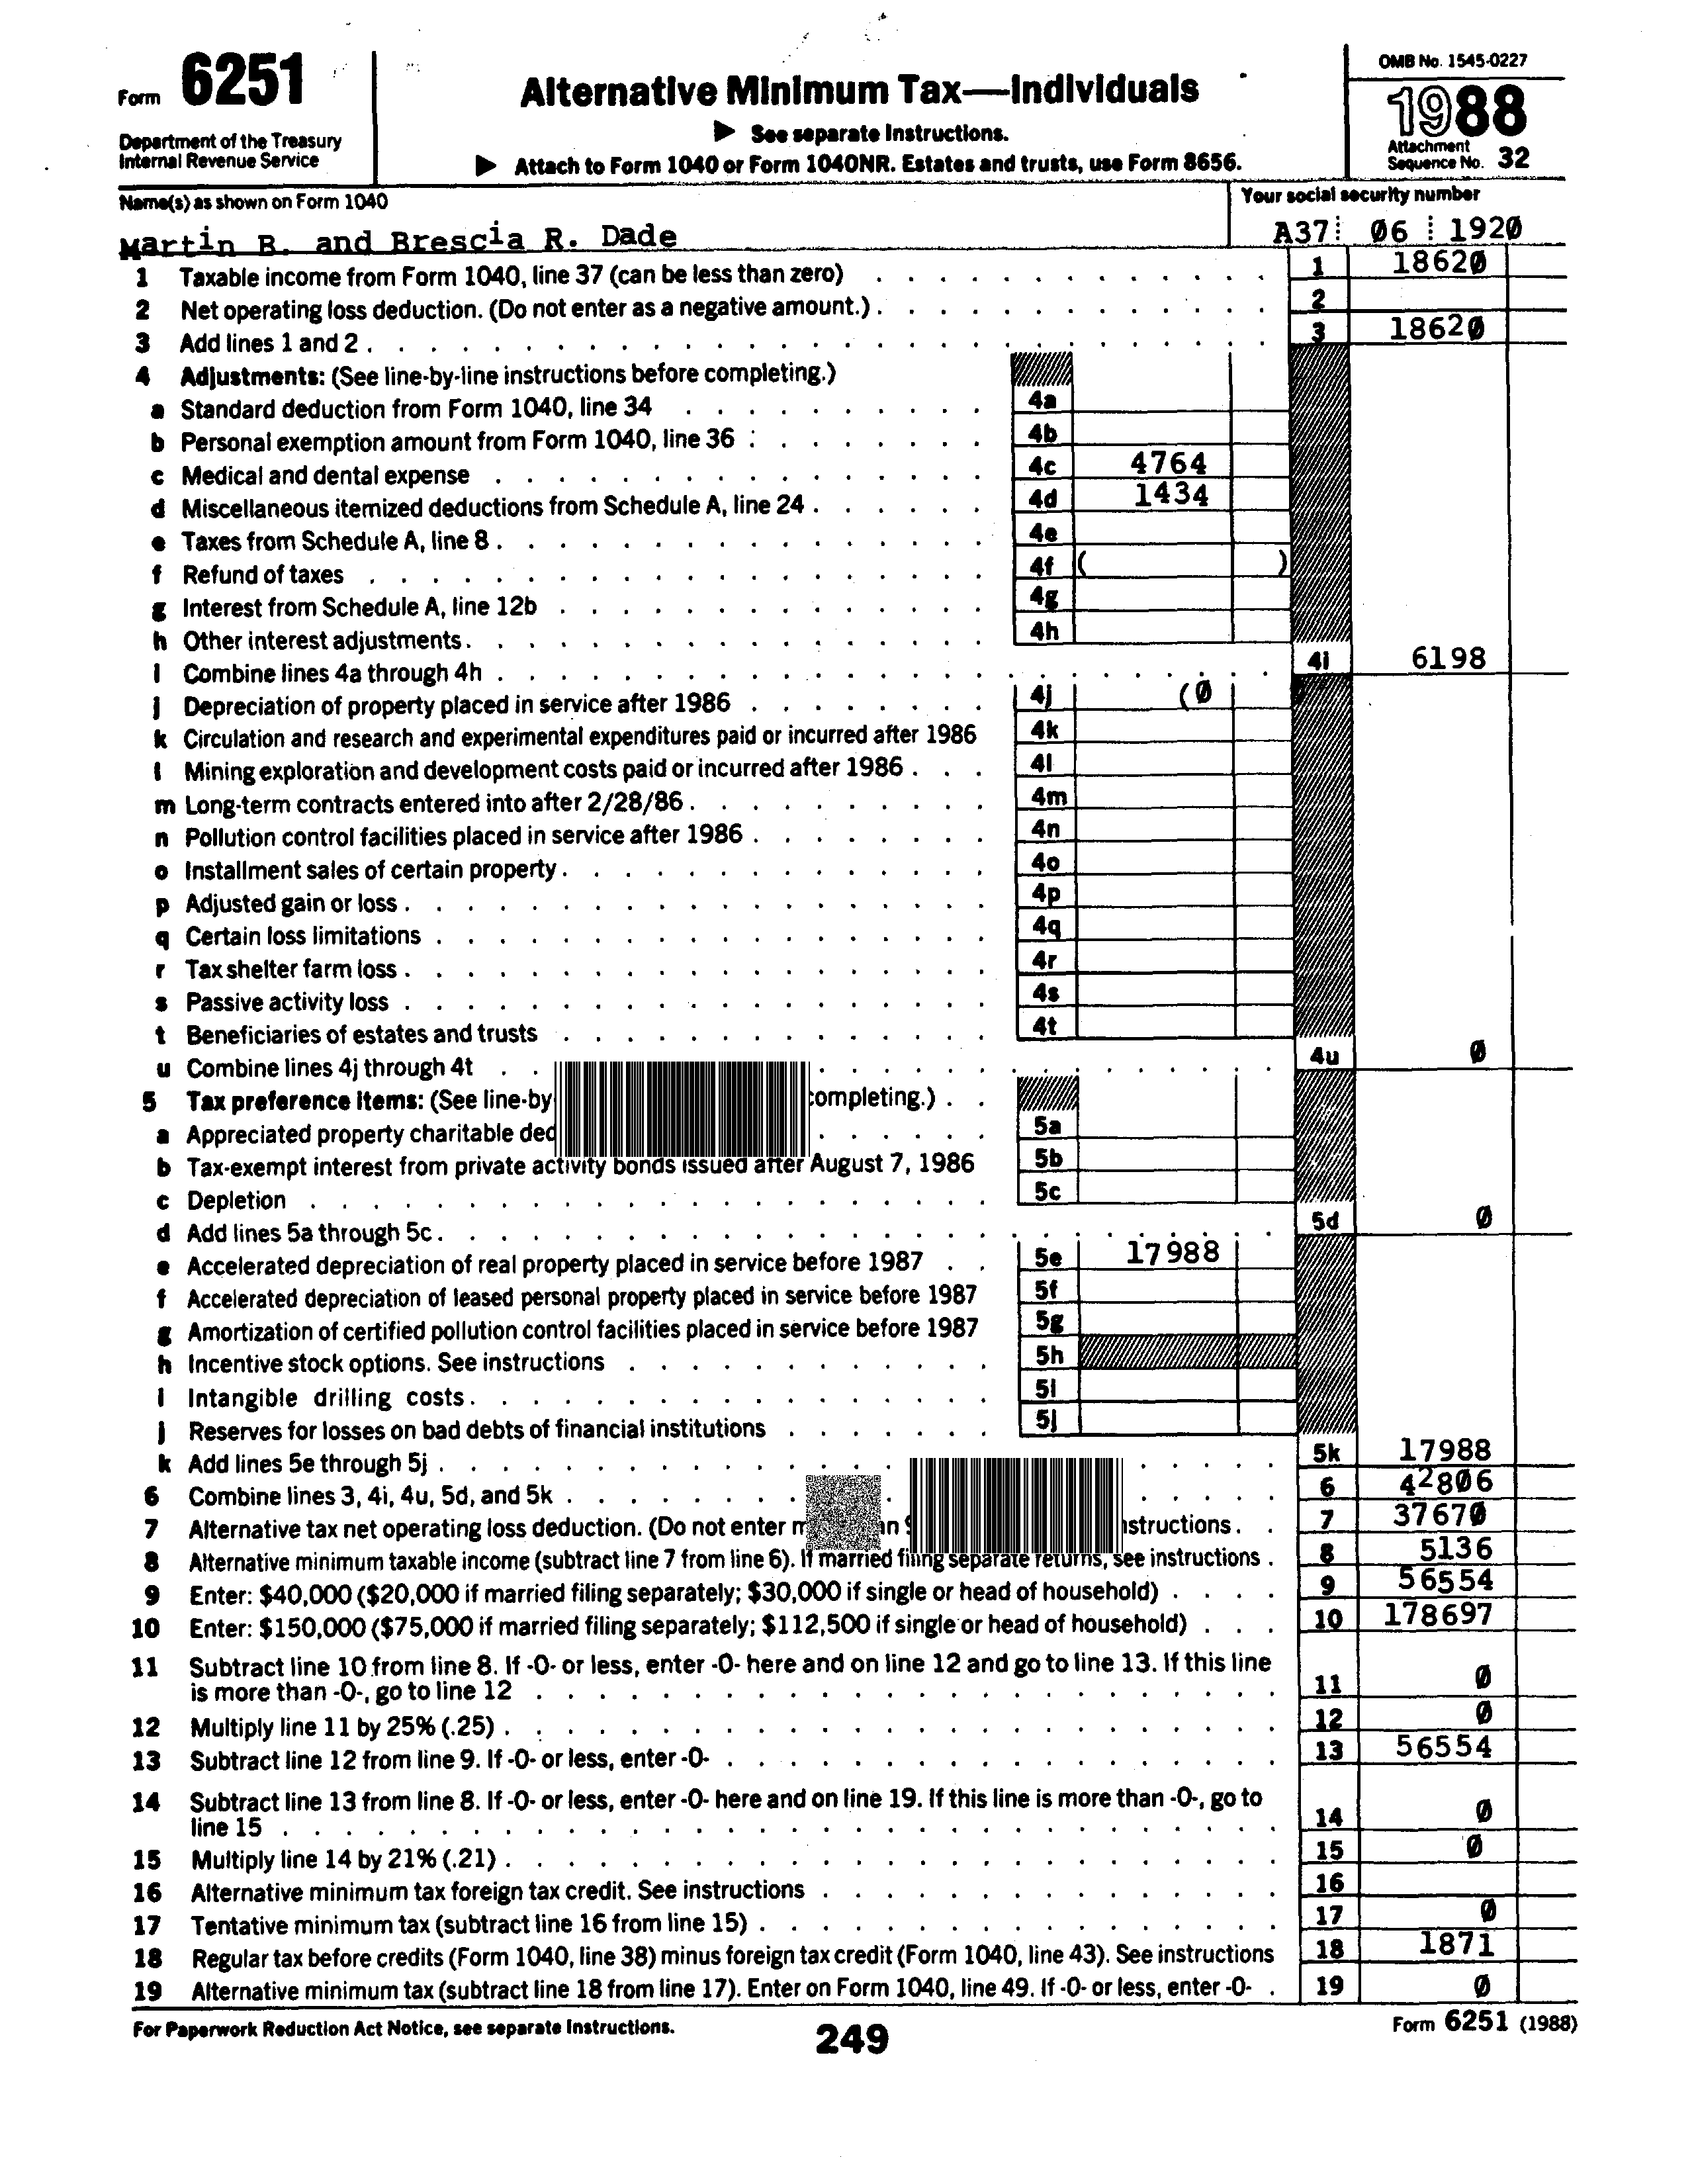 Form 6251
Department of the Treasury
Internal Revenue Service
Alternative Minimum Tax—Individuals
▶ See separate Instructions.
▶ Attach to Form 1040 or Form 1040NR. Estates and trusts, use Form 8656.
OMB No. 1545-0227
1988
Attachment
Sequence No. 32
Name(s) as shown on Form 1040
Your social security number
Martin B. and Brescia R. Dade A37 06 1920
1 Taxable income from Form 1040, line 37 (can be less than zero) 1 18620
2 Net operating loss deduction. (Do not enter as a negative amount.) 2
3 Add lines 1 and 2 3 18620
4 Adjustments: (See line-by-line instructions before completing.)
a Standard deduction from Form 1040, line 34 4a
b Personal exemption amount from Form 1040, line 36 4b
c Medical and dental expense 4c 4764
d Miscellaneous itemized deductions from Schedule A, line 24 4d 1434
e Taxes from Schedule A, line 8 4e
f Refund of taxes 4f ( )
g Interest from Schedule A, line 12b 4g
h Other interest adjustments 4h
i Combine lines 4a through 4h 4i 6198
j Depreciation of property placed in service after 1986 4j (0
k Circulation and research and experimental expenditures paid or incurred after 1986 4k
l Mining exploration and development costs paid or incurred after 1986 4l
m Long-term contracts entered into after 2/28/86 4m
n Pollution control facilities placed in service after 1986 4n
o Installment sales of certain property 4o
p Adjusted gain or loss 4p
q Certain loss limitations 4q
r Tax shelter farm loss 4r
s Passive activity loss 4s
t Beneficiaries of estates and trusts 4t
u Combine lines 4j through 4t 4u 0
5 Tax preference items: (See line-by completing.)
a Appreciated property charitable ded 5a
b Tax-exempt interest from private activity bonds issued after August 7, 1986 5b
c Depletion 5c
d Add lines 5a through 5c 5d 0
e Accelerated depreciation of real property placed in service before 1987 5e 17988
f Accelerated depreciation of leased personal property placed in service before 1987 5f
g Amortization of certified pollution control facilities placed in service before 1987 5g
h Incentive stock options. See instructions 5h
i Intangible drilling costs 5i
j Reserves for losses on bad debts of financial institutions 5j
k Add lines 5e through 5j 5k 17988
6 Combine lines 3, 4i, 4u, 5d, and 5k 6 42806
7 Alternative tax net operating loss deduction. (Do not enter structions. 7 37670
8 Alternative minimum taxable income (subtract line 7 from line 6). If married filing separate returns, see instructions 8 5136
9 Enter: $40,000 ($20,000 if married filing separately; $30,000 if single or head of household) 9 56554
10 Enter: $150,000 ($75,000 if married filing separately; $112,500 if single or head of household) 10 178697
11 Subtract line 10 from line 8. If -0- or less, enter -0- here and on line 12 and go to line 13. If this line
is more than -0-, go to line 12 11 0
12 Multiply line 11 by 25% (.25) 12 0
13 Subtract line 12 from line 9. If -0- or less, enter -0- 13 56554
14 Subtract line 13 from line 8. If -0- or less, enter -0- here and on line 19. If this line is more than -0-, go to
line 15 14 0
15 Multiply line 14 by 21% (.21) 15 0
16 Alternative minimum tax foreign tax credit. See instructions 16
17 Tentative minimum tax (subtract line 16 from line 15) 17 0
18 Regular tax before credits (Form 1040, line 38) minus foreign tax credit (Form 1040, line 43). See instructions 18 1871
19 Alternative minimum tax (subtract line 18 from line 17). Enter on Form 1040, line 49. If -0- or less, enter -0- 19 0
For Paperwork Reduction Act Notice, see separate Instructions.
249
Form 6251 (1988)